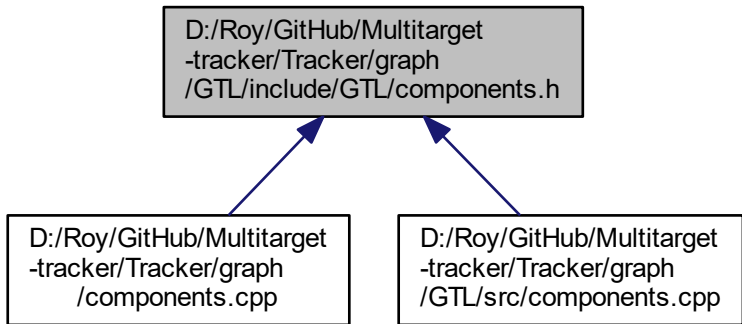 D:/Roy/GitHub/Multitarget
-tracker/Tracker/graph
/GTL/include/GTL/components.h
D:/Roy/GitHub/Multitarget
-tracker/Tracker/graph
/components.cpp
D:/Roy/GitHub/Multitarget
-tracker/Tracker/graph
/GTL/src/components.cpp